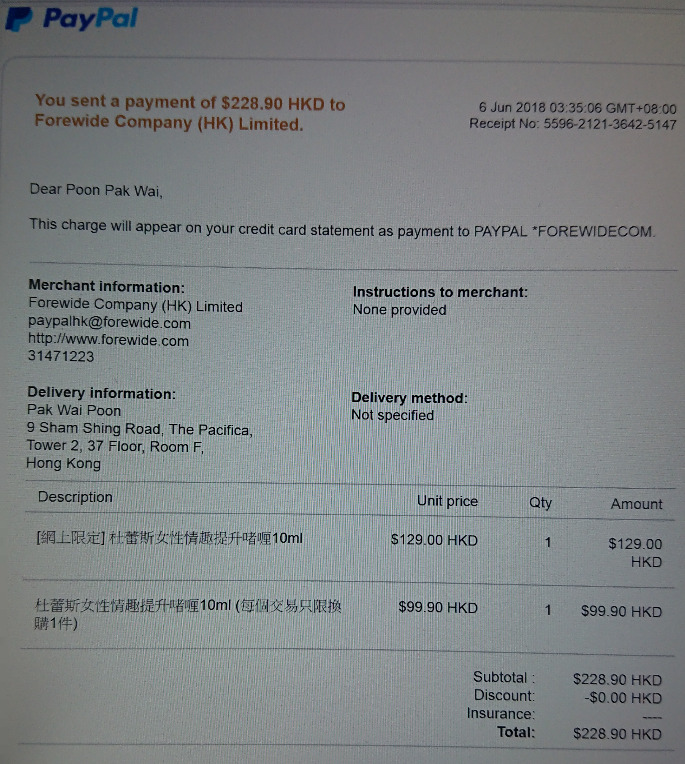 PayPal
You sent a payment of $228.90 HKD to
Forewide Company (HK) Limited.
6 Jun 2018 03:35:06 GMT+08:00
Receipt No: 5596-2121-3642-5147
Dear Poon Pak Wai,
This charge will appear on your credit card statement as payment to PAYPAL *FOREWIDECOM.
Merchant information:
Forewide Company (HK) Limited
paypalhk@forewide.com
http://www.forewide.com
31471223
Instructions to merchant:
None provided
Delivery information:
Pak Wai Poon
9 Sham Shing Road, The Pacifica,
Tower 2, 37 Floor, Room F,
Hong Kong
Delivery method:
Not specified
Description Unit price Qty Amount
[網上限定] 杜蕾斯女性情趣提升啫喱10ml $129.00 HKD 1 $129.00
HKD
杜蕾斯女性情趣提升啫喱10ml (每個交易只限換 $99.90 HKD 1 $99.90 HKD
購1件)
Subtotal : $228.90 HKD
Discount: -$0.00 HKD
Insurance: ----
Total: $228.90 HKD